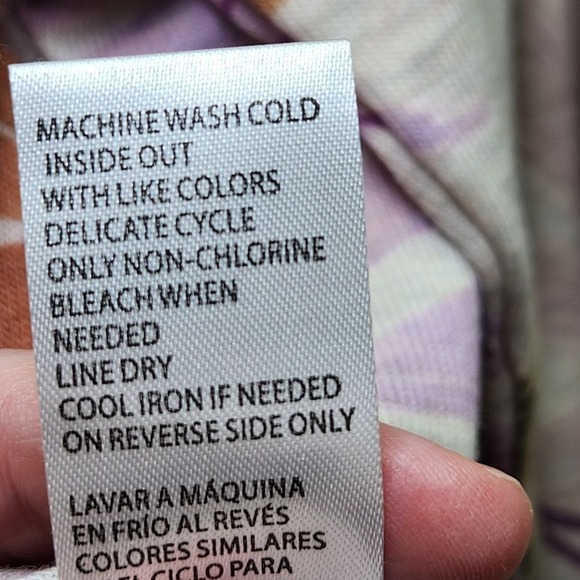 MACHINE WASH COLD
INSIDE OUT
WITH LIKE COLORS
DELICATE CYCLE
ONLY NON-CHLORINE
BLEACH WHEN
NEEDED
LINE DRY
COOL IRON IF NEEDED
ON REVERSE SIDE ONLY
LAVAR A MÁQUINA
EN FRÍO AL REVÉS
COLORES SIMILARES
EL CICLO PARA